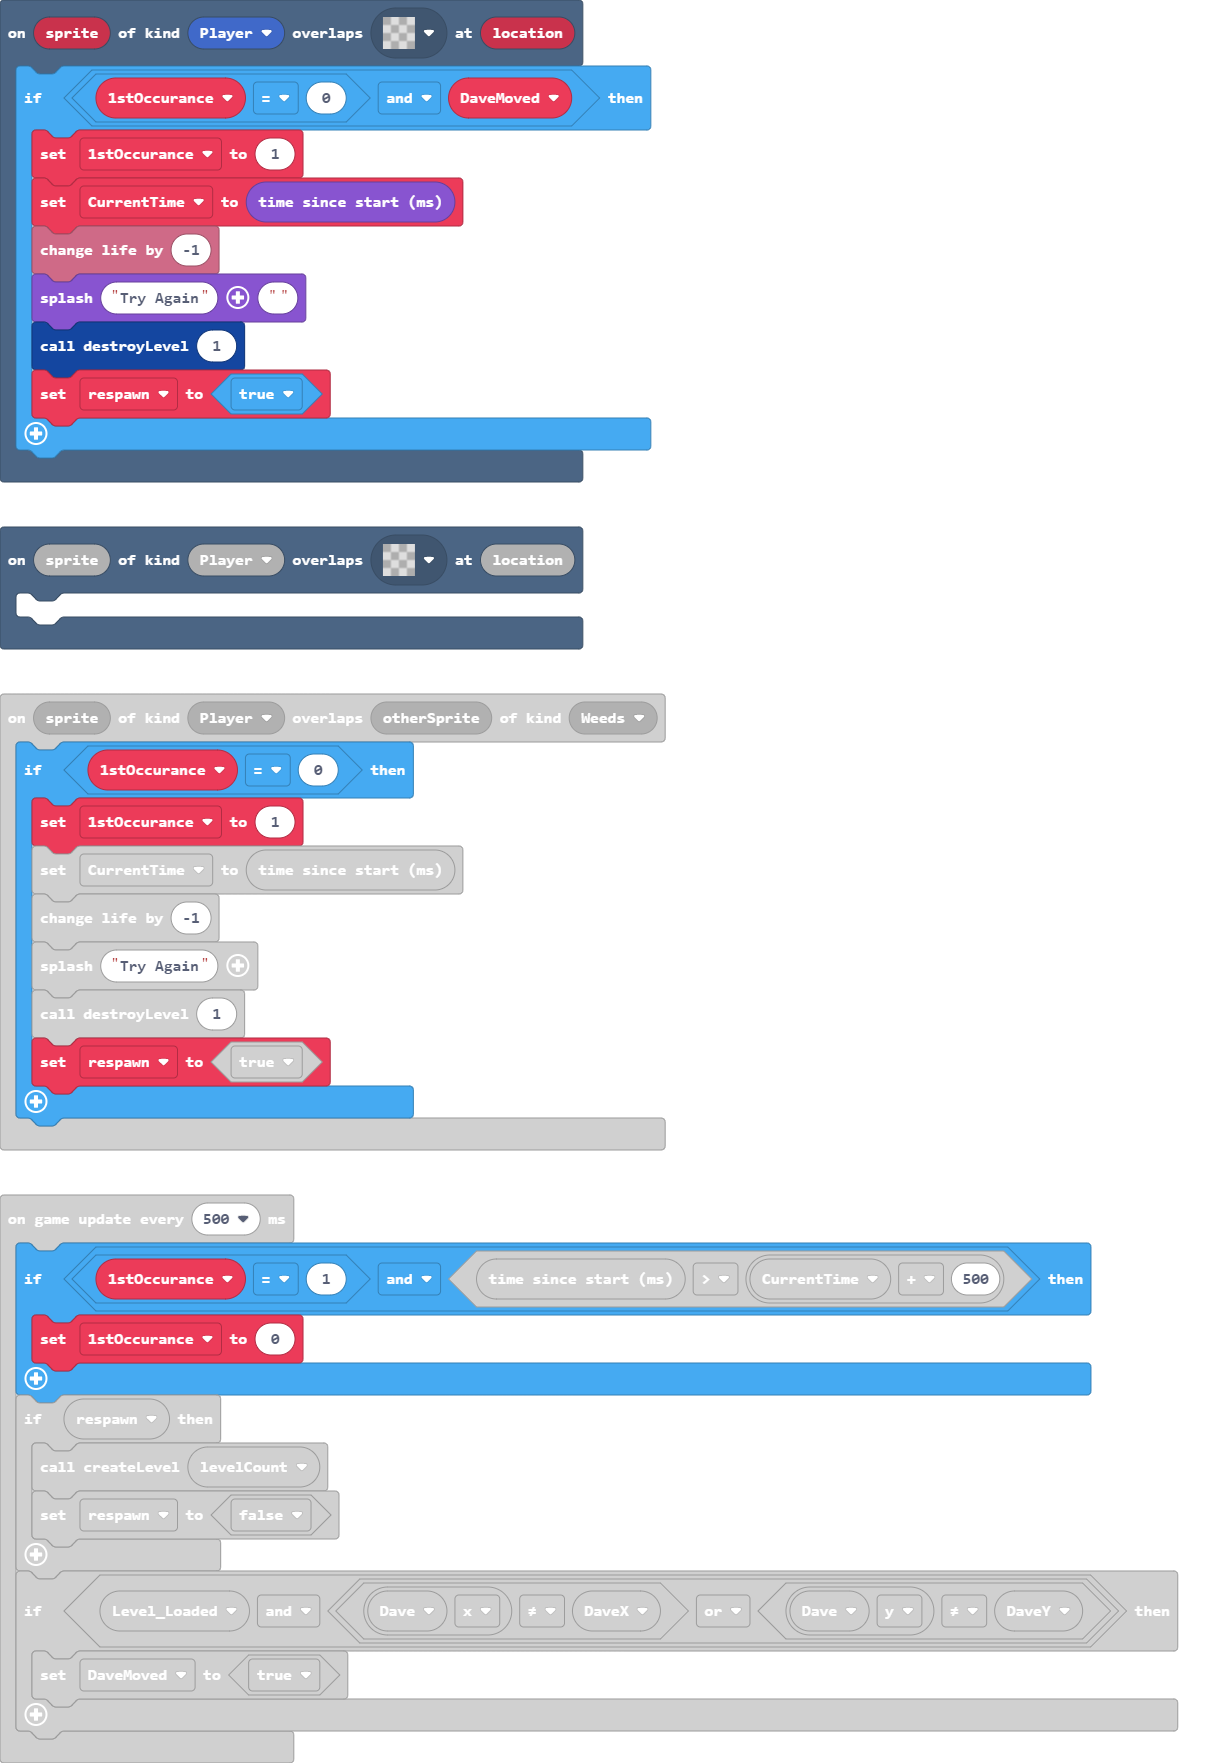 on sprite of kind Player overlaps at location
if 1stOccurance = 0 and DaveMoved then
set 1stOccurance to 1
set CurrentTime to time since start (ms)
change life by -1
splash "Try Again" " "
call destroyLevel 1
set respawn to true
on sprite of kind Player overlaps at location
on sprite of kind Player overlaps otherSprite of kind Weeds
if 1stOccurance = 0 then
set 1stOccurance to 1
set CurrentTime to time since start (ms)
change life by -1
splash "Try Again"
call destroyLevel 1
set respawn to true
on game update every 500 ms
if 1stOccurance = 1 and time since start (ms) > CurrentTime + 500 then
set 1stOccurance to 0
if respawn then
call createLevel levelCount
set respawn to false
if Level_Loaded and Dave x ≠ DaveX or Dave y ≠ DaveY then
set DaveMoved to true